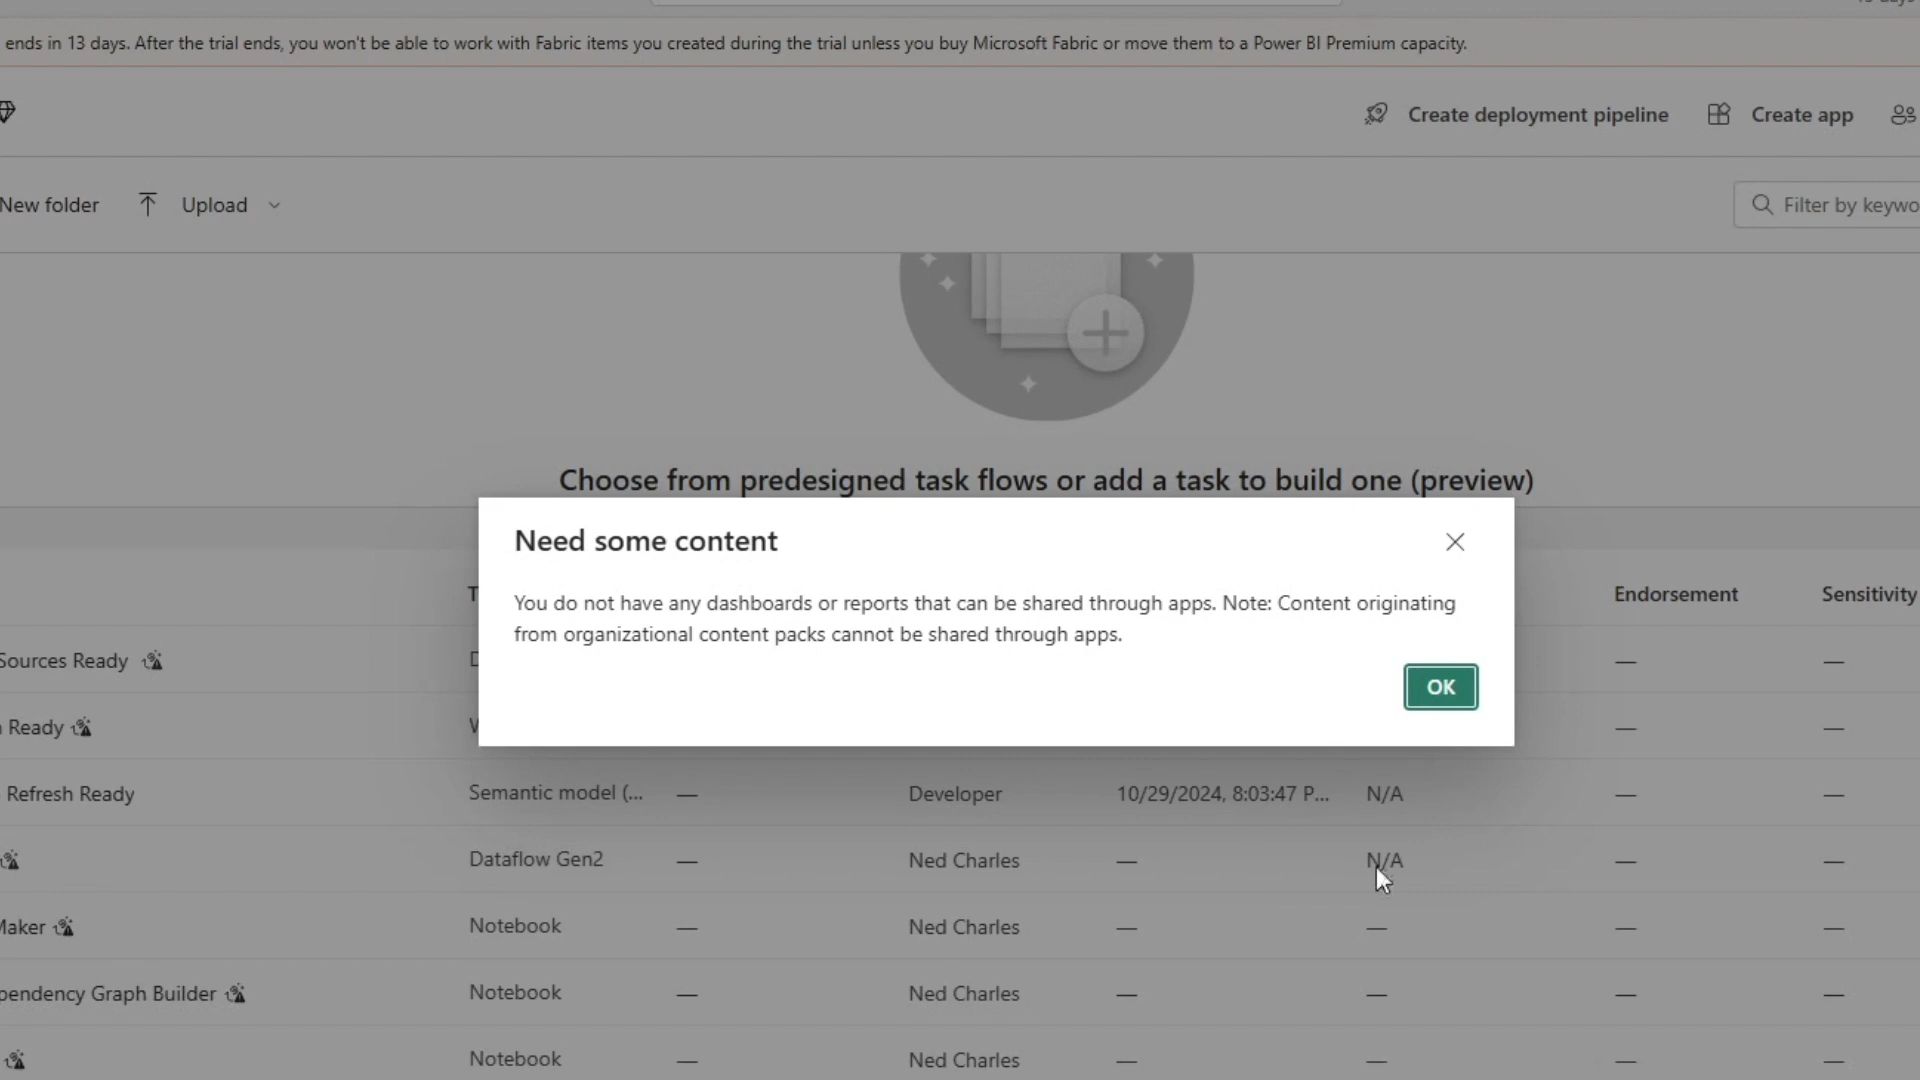 ends in 13 days. After the trial ends, you won't be able to work with Fabric items you created during the trial unless you buy Microsoft Fabric or move them to a Power BI Premium capacity.
Create deployment pipeline Create app
New folder Upload Filter by keywo
Choose from predesigned task flows or add a task to build one (preview)
Need some content
You do not have any dashboards or reports that can be shared through apps. Note: Content originating
from organizational content packs cannot be shared through apps.
OK
T Endorsement Sensitivity
Sources Ready — —
Ready — —
Refresh Ready Semantic model (... — Developer 10/29/2024, 8:03:47 P... N/A — —
Dataflow Gen2 — Ned Charles — N/A — —
Maker Notebook — Ned Charles — — — —
pendency Graph Builder Notebook — Ned Charles — — — —
Notebook — Ned Charles — — — —